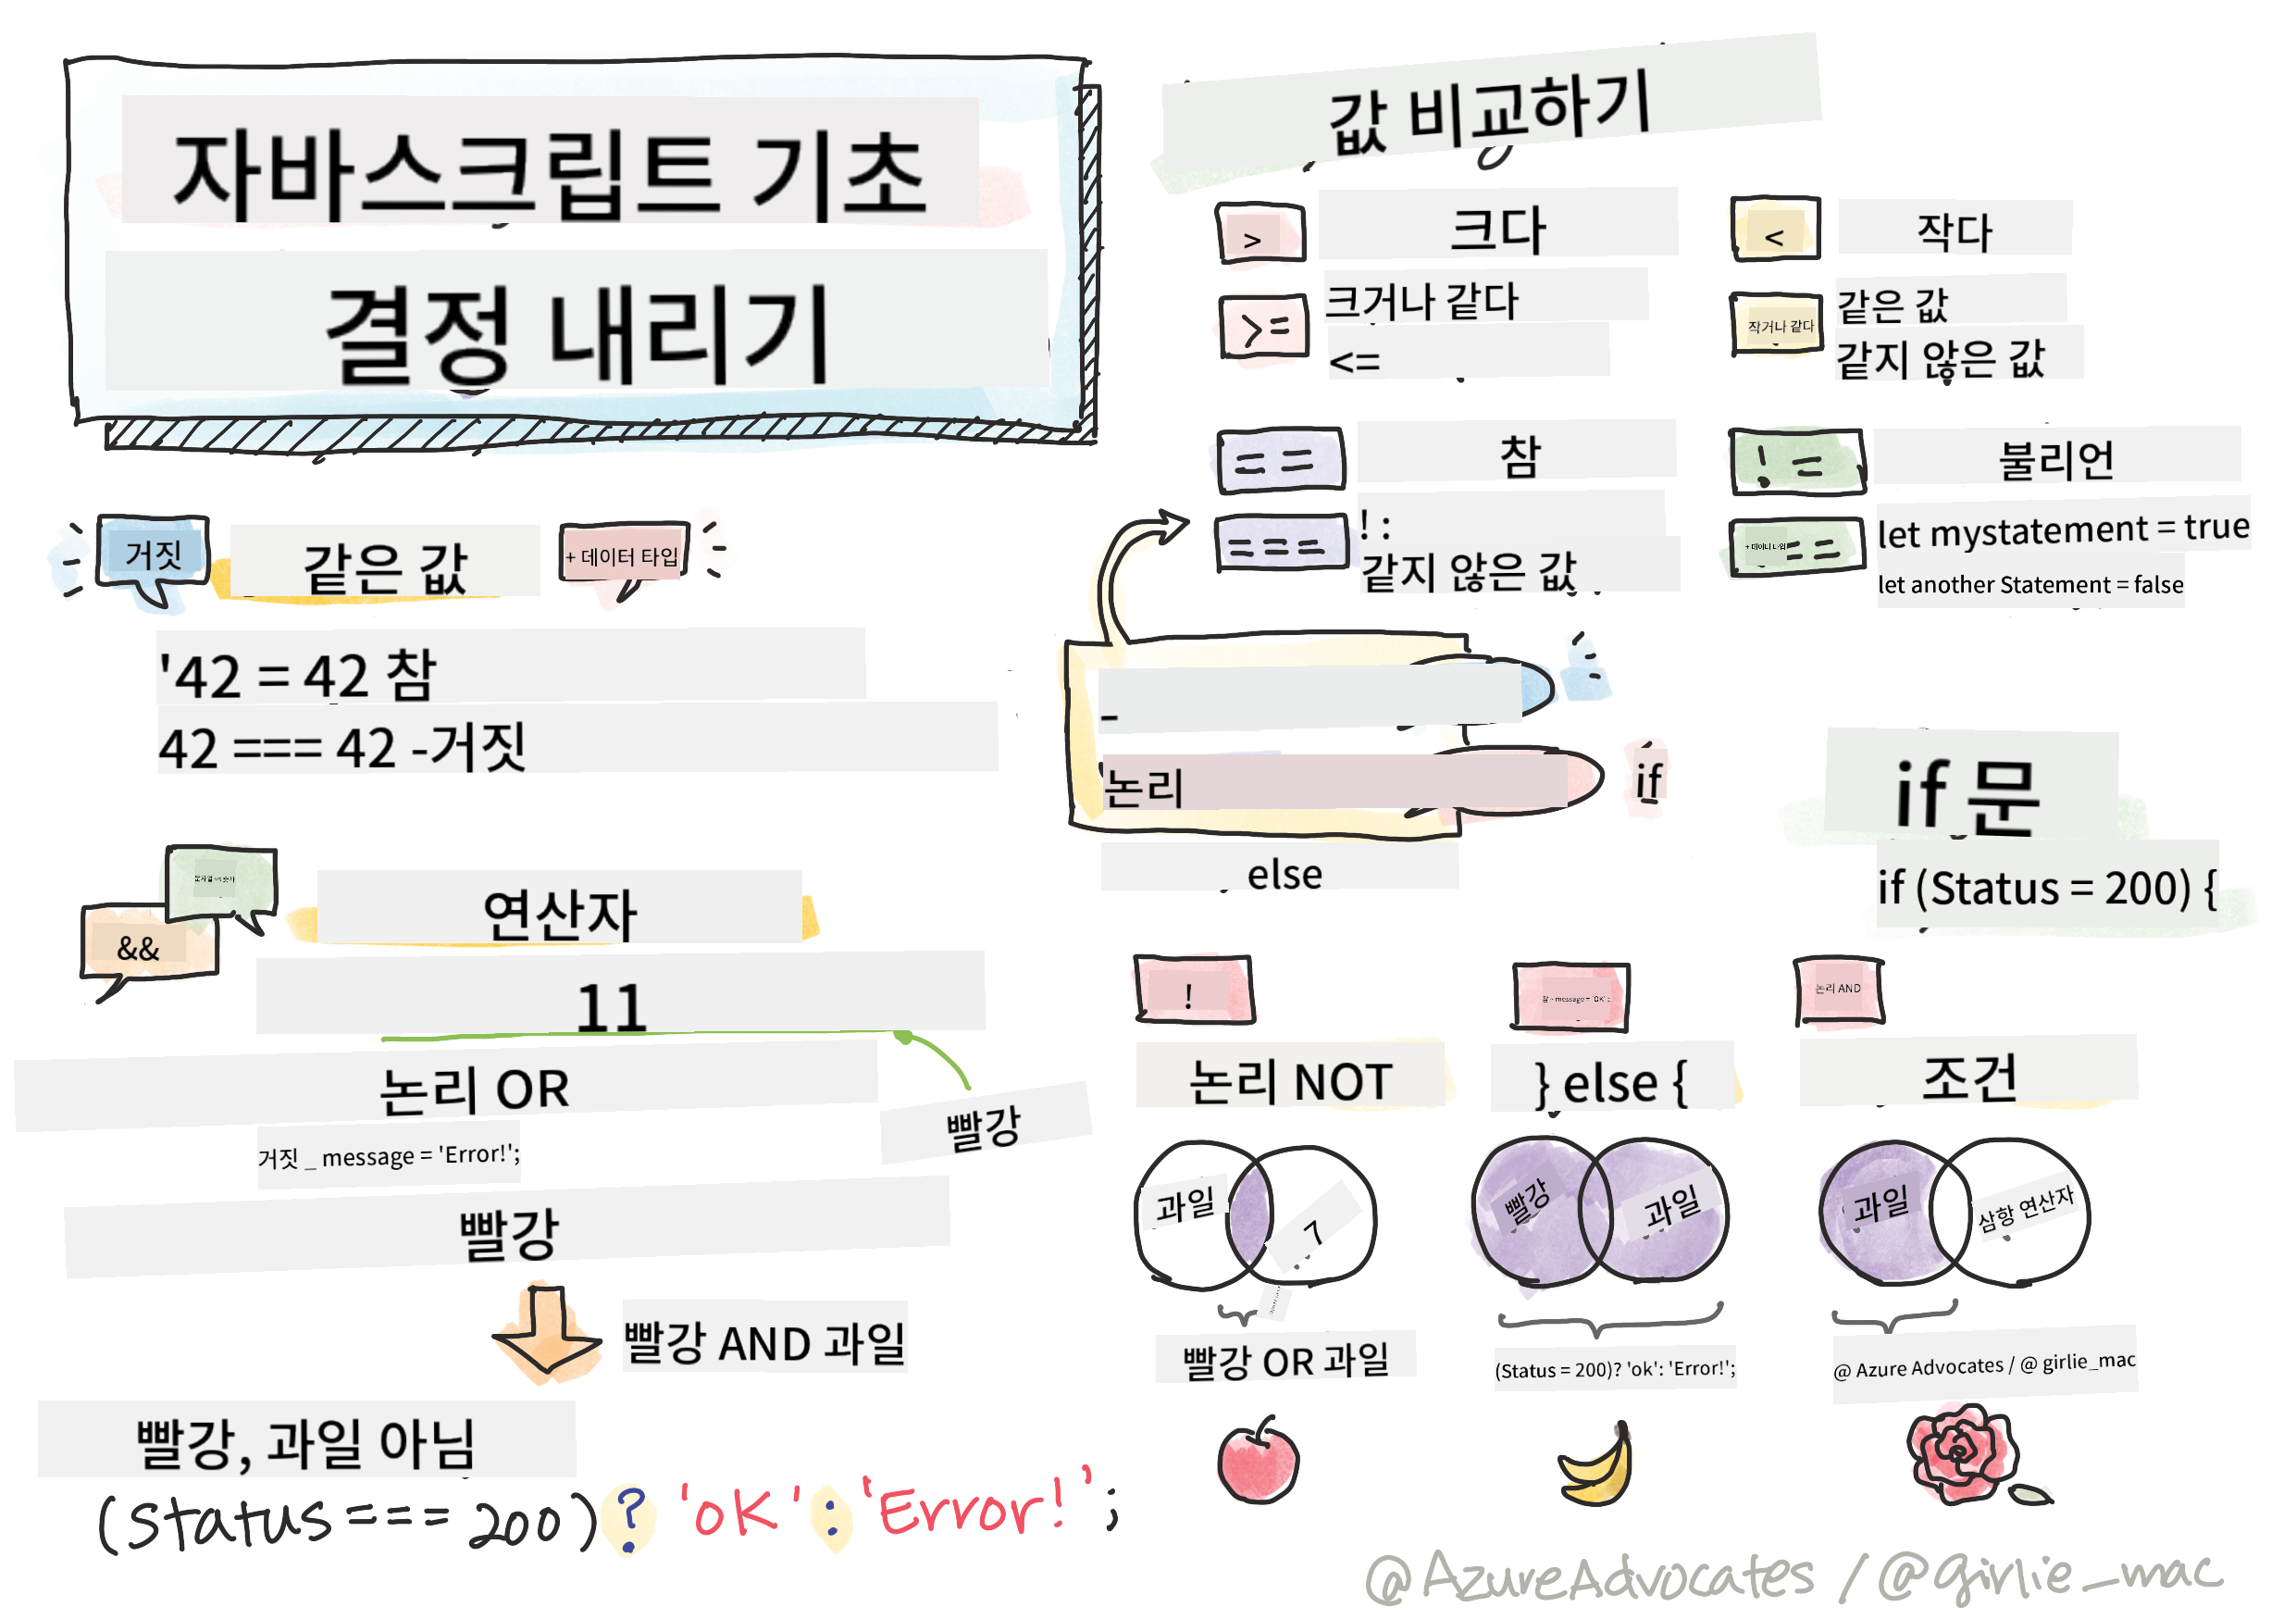 자바스크립트 기초
결정 내리기
값 비교하기
>
크다
<
작다
>=
크거나 같다
<=
작거나 같다
같은 값
같지 않은 값
==
참
!=
불리언
===
! :
같지 않은 값
==
let mystatement = true
let another Statement = false
거짓
같은 값
+ 데이터 타입
'42 = 42 참
42 === 42 -거짓
-
논리
if
else
if 문
if (Status = 200) {
&&
연산자
11
논리 OR
빨강
거짓 _ message = 'Error!';
빨강
빨강 AND 과일
빨강, 과일 아님
(status === 200) ? 'OK' : 'Error!';
!
논리 NOT
과일
7
빨강 OR 과일
} else {
빨강
과일
(Status = 200)? 'ok': 'Error!';
논리 AND
조건
과일
삼항 연산자
@ Azure Advocates / @ girlie_mac
@AzureAdvocates / @girlie_mac